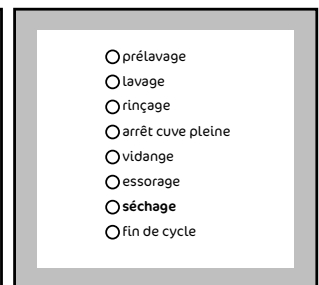 prélavage
lavage
rinçage
arrêt cuve pleine
vidange
essorage
séchage
fin de cycle